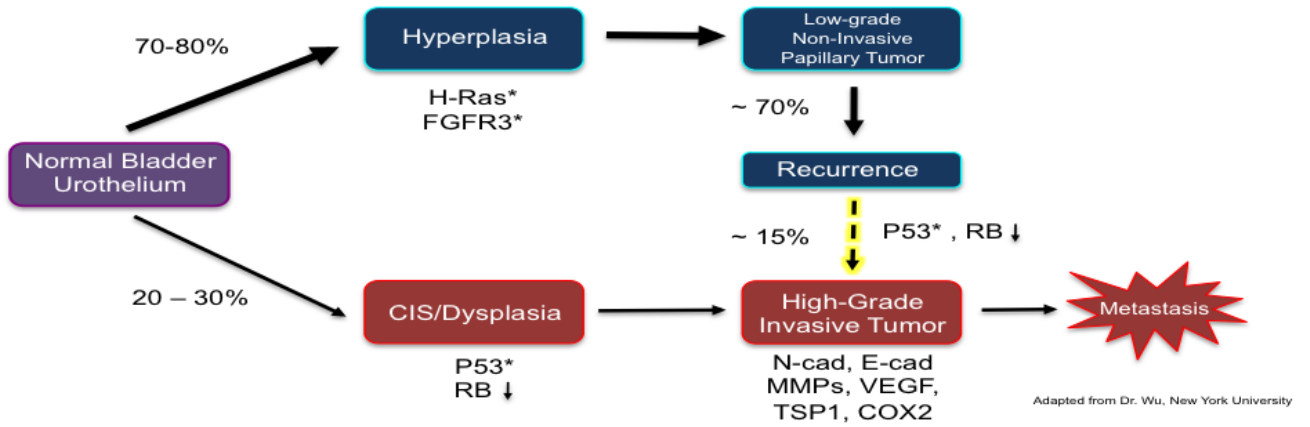 70-80%
Hyperplasia
H-Ras*
FGFR3*
Low-grade
Non-Invasive
Papillary Tumor
~ 70%
Normal Bladder
Urothelium
Recurrence
~ 15%
P53* , RB ↓
20 – 30%
CIS/Dysplasia
P53*
RB ↓
High-Grade
Invasive Tumor
N-cad, E-cad
MMPs, VEGF,
TSP1, COX2
Metastasis
Adapted from Dr. Wu, New York University